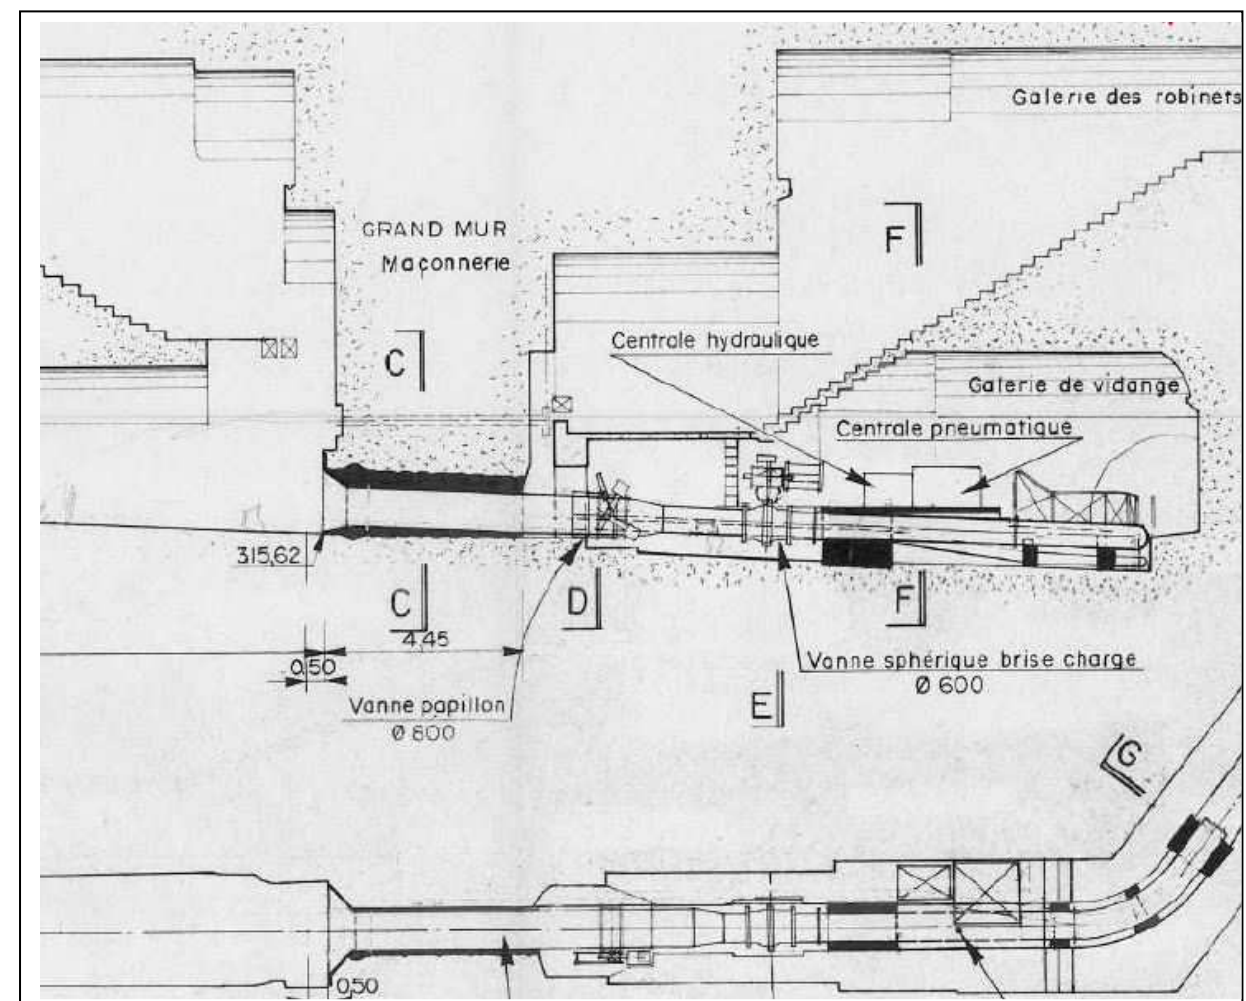 Galerie des robinets
GRAND MUR
Maçonnerie
F
Centrale hydraulique
C
Galerie de vidange
Centrale pneumatique
315,62
C
D
F
4,45
0,50
Vanne sphérique brise charge
Ø 600
Vanne papillon
Ø 800
E
G
0,50